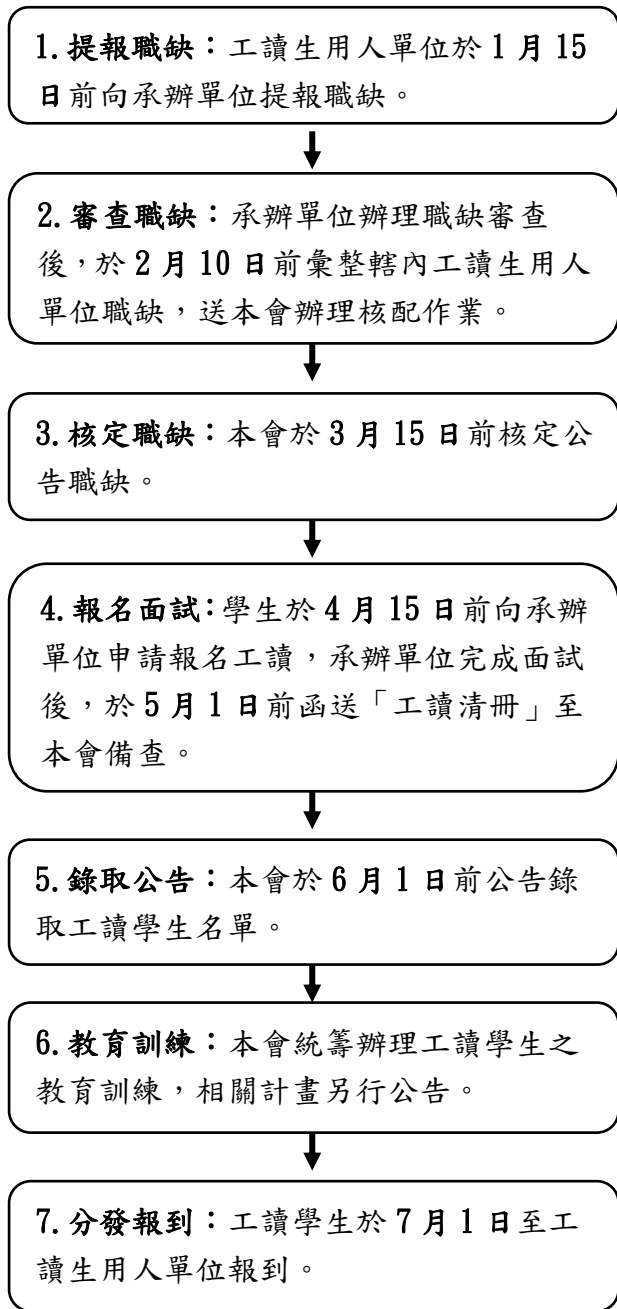 1.提報職缺：工讀生用人單位於 1 月 15
日前向承辦單位提報職缺。
2.審查職缺：承辦單位辦理職缺審查
後，於 2 月 10 日前彙整轄內工讀生用人
單位職缺，送本會辦理核配作業。
3.核定職缺：本會於 3 月 15 日前核定公
告職缺。
4.報名面試：學生於 4 月 15 日前向承辦
單位申請報名工讀，承辦單位完成面試
後，於 5 月 1 日前函送「工讀清冊」至
本會備查。
5.錄取公告：本會於 6 月 1 日前公告錄
取工讀學生名單。
6.教育訓練：本會統籌辦理工讀學生之
教育訓練，相關計畫另行公告。
7.分發報到：工讀學生於 7 月 1 日至工
讀生用人單位報到。